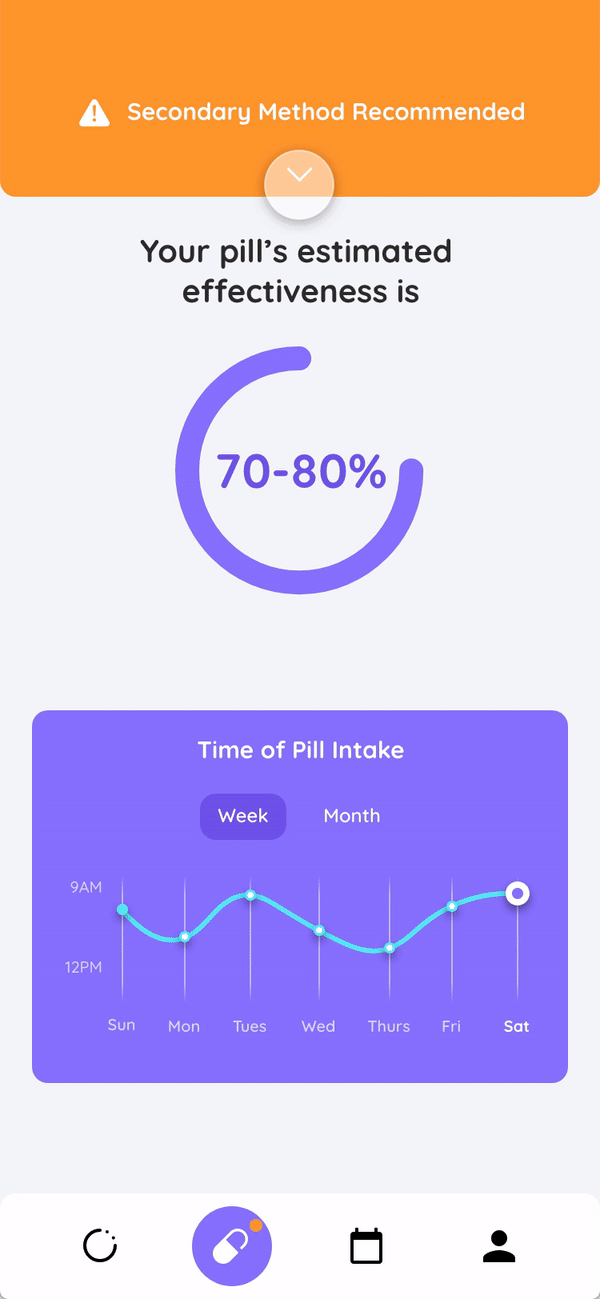 Secondary Method Recommended
Your pill’s estimated
effectiveness is
70-80%
Time of Pill Intake
Week Month
9AM
12PM
Sun Mon Tues Wed Thurs Fri Sat